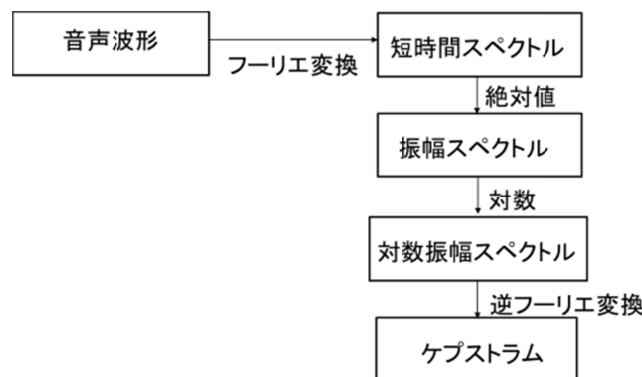 音声波形
フーリエ変換
短時間スペクトル
絶対値
振幅スペクトル
対数
対数振幅スペクトル
逆フーリエ変換
ケプストラム